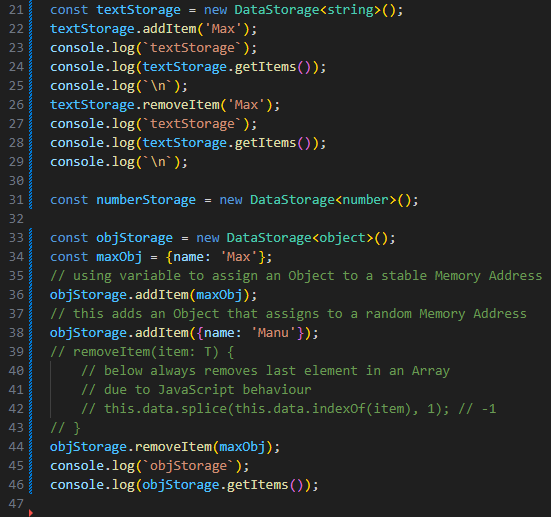 21 const textStorage = new DataStorage<string>();
22 textStorage.addItem('Max');
23 console.log(`textStorage`);
24 console.log(textStorage.getItems());
25 console.log(`\n`);
26 textStorage.removeItem('Max');
27 console.log(`textStorage`);
28 console.log(textStorage.getItems());
29 console.log(`\n`);
30
31 const numberStorage = new DataStorage<number>();
32
33 const objStorage = new DataStorage<object>();
34 const maxObj = {name: 'Max'};
35 // using variable to assign an Object to a stable Memory Address
36 objStorage.addItem(maxObj);
37 // this adds an Object that assigns to a random Memory Address
38 objStorage.addItem({name: 'Manu'});
39 // removeItem(item: T) {
40     // below always removes last element in an Array
41     // due to JavaScript behaviour
42     // this.data.splice(this.data.indexOf(item), 1); // -1
43 // }
44 objStorage.removeItem(maxObj);
45 console.log(`objStorage`);
46 console.log(objStorage.getItems());
47